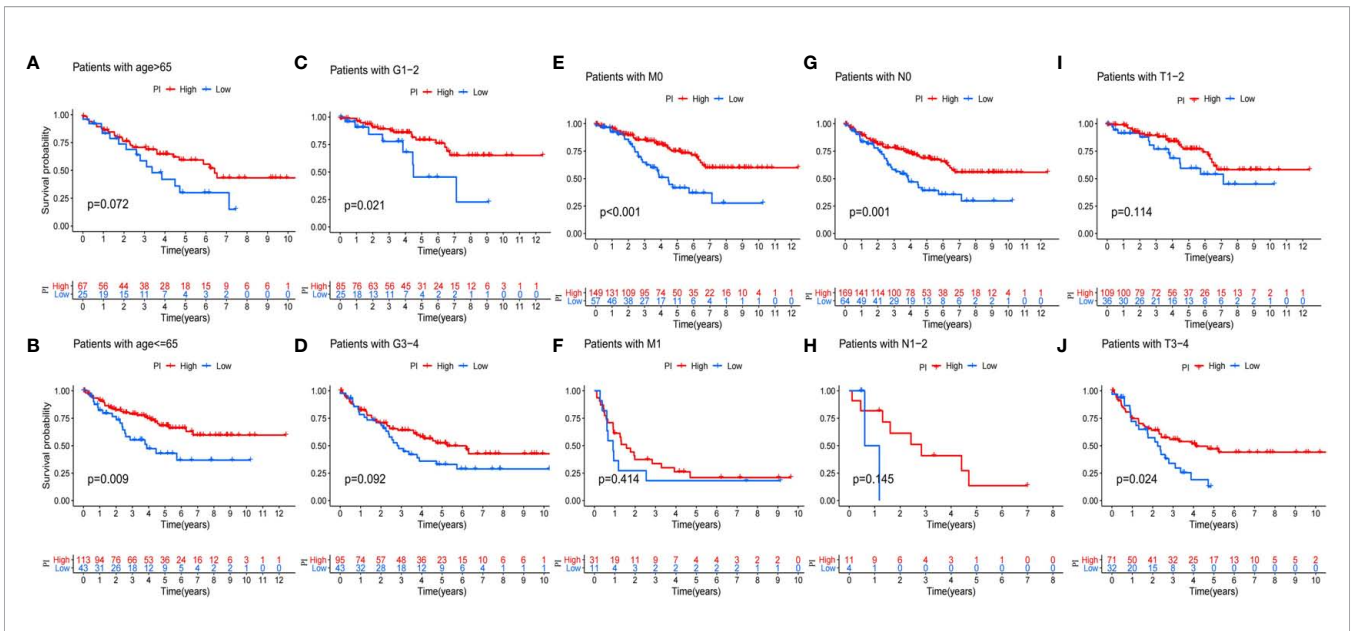 A
Patients with age>65
PI High Low
Survival probability
1.00
0.75
0.50
0.25
0.00
p=0.072
0 1 2 3 4 5 6 7 8 9 10
Time(years)
PI
High 67 56 44 38 28 18 15 9 6 6 1
Low 25 19 15 11 7 4 3 2 0 0 0
0 1 2 3 4 5 6 7 8 9 10
Time(years)
C
Patients with G1-2
PI High Low
1.00
0.75
0.50
0.25
0.00
p=0.021
0 1 2 3 4 5 6 7 8 9 10 11 12
Time(years)
PI
High 85 76 63 56 45 31 24 15 12 6 3 1 1
Low 25 18 13 11 7 4 2 2 1 1 0 0 0
0 1 2 3 4 5 6 7 8 9 10 11 12
Time(years)
E
Patients with M0
PI High Low
1.00
0.75
0.50
0.25
0.00
p<0.001
0 1 2 3 4 5 6 7 8 9 10 11 12
Time(years)
PI
High 149 131 109 95 74 50 35 22 16 10 4 1 1
Low 57 46 38 27 17 11 6 4 1 1 1 0 0
0 1 2 3 4 5 6 7 8 9 10 11 12
Time(years)
G
Patients with N0
PI High Low
1.00
0.75
0.50
0.25
0.00
p=0.001
0 1 2 3 4 5 6 7 8 9 10 11 12
Time(years)
PI
High 169 141 114 100 78 53 38 25 18 12 4 1 1
Low 64 49 41 29 19 13 8 6 2 2 1 0 0
0 1 2 3 4 5 6 7 8 9 10 11 12
Time(years)
I
Patients with T1-2
PI High Low
1.00
0.75
0.50
0.25
0.00
p=0.114
0 1 2 3 4 5 6 7 8 9 10 11 12
Time(years)
PI
High 109 100 79 72 56 37 26 15 13 7 2 1 1
Low 36 30 26 21 16 13 8 6 2 2 1 0 0
0 1 2 3 4 5 6 7 8 9 10 11 12
Time(years)
B
Patients with age<=65
PI High Low
Survival probability
1.00
0.75
0.50
0.25
0.00
p=0.009
0 1 2 3 4 5 6 7 8 9 10 11 12
Time(years)
PI
High 113 94 76 66 53 36 24 16 12 6 3 1 1
Low 43 31 26 18 12 9 5 4 2 2 1 0 0
0 1 2 3 4 5 6 7 8 9 10 11 12
Time(years)
D
Patients with G3-4
PI High Low
1.00
0.75
0.50
0.25
0.00
p=0.092
0 1 2 3 4 5 6 7 8 9 10
Time(years)
PI
High 95 74 57 48 36 23 15 10 6 6 1
Low 43 32 28 18 12 9 6 4 1 1 1
0 1 2 3 4 5 6 7 8 9 10
Time(years)
F
Patients with M1
PI High Low
1.00
0.75
0.50
0.25
0.00
p=0.414
0 1 2 3 4 5 6 7 8 9 10
Time(years)
PI
High 31 19 11 9 7 4 4 3 2 2 0
Low 11 4 3 2 2 2 2 2 1 1 0
0 1 2 3 4 5 6 7 8 9 10
Time(years)
H
Patients with N1-2
PI High Low
1.00
0.75
0.50
0.25
0.00
p=0.145
0 1 2 3 4 5 6 7 8
Time(years)
PI
High 11 9 6 4 3 1 1 0 0
Low 4 1 0 0 0 0 0 0 0
0 1 2 3 4 5 6 7 8
Time(years)
J
Patients with T3-4
PI High Low
1.00
0.75
0.50
0.25
0.00
p=0.024
0 1 2 3 4 5 6 7 8 9 10
Time(years)
PI
High 71 50 41 32 25 17 13 10 5 5 2
Low 32 20 15 8 3 0 0 0 0 0 0
0 1 2 3 4 5 6 7 8 9 10
Time(years)